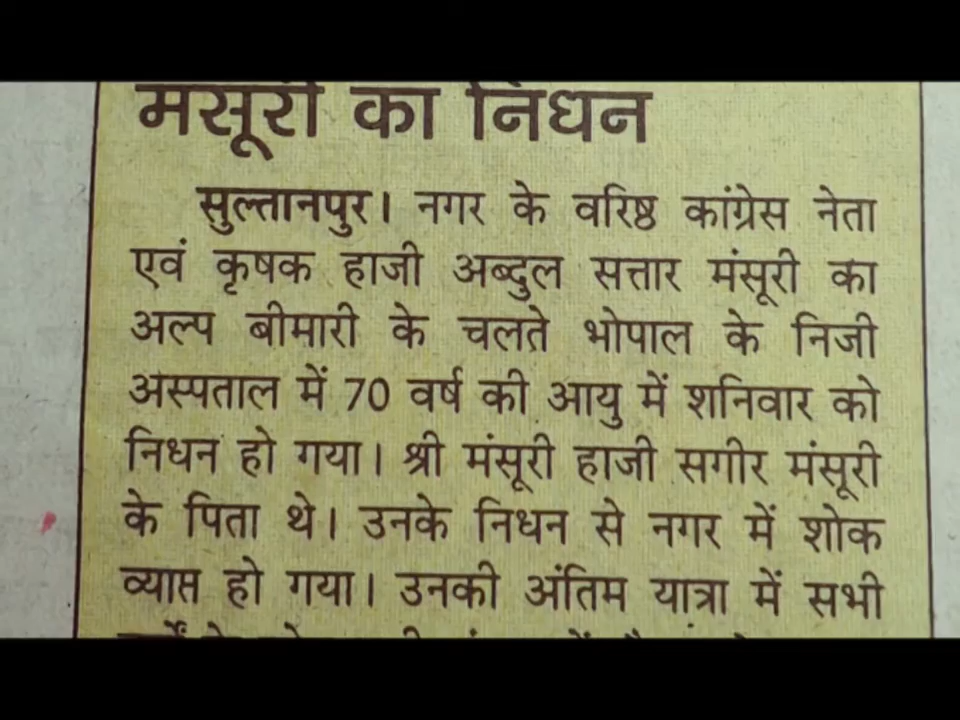 मंसूरी का निधन
सुल्तानपुर। नगर के वरिष्ठ कांग्रेस नेता
एवं कृषक हाजी अब्दुल सत्तार मंसूरी का
अल्प बीमारी के चलते भोपाल के निजी
अस्पताल में 70 वर्ष की आयु में शनिवार को
निधन हो गया। श्री मंसूरी हाजी सगीर मंसूरी
के पिता थे। उनके निधन से नगर में शोक
व्याप्त हो गया। उनकी अंतिम यात्रा में सभी